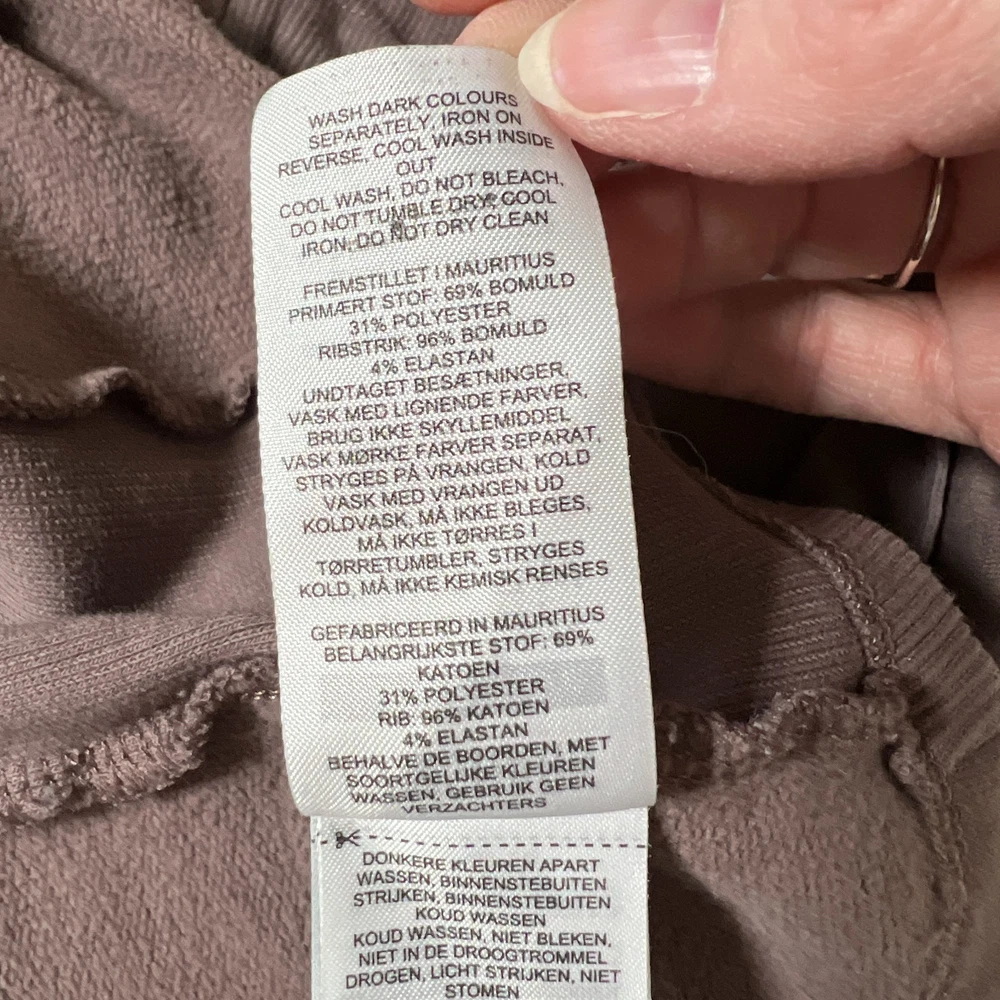 WASH DARK COLOURS
SEPARATELY, IRON ON
REVERSE, COOL WASH INSIDE
OUT
COOL WASH, DO NOT BLEACH,
DO NOT TUMBLE DRY, COOL
IRON, DO NOT DRY CLEAN
FREMSTILLET I MAURITIUS
PRIMÆRT STOF: 69% BOMULD
31% POLYESTER
RIBSTRIK: 96% BOMULD
4% ELASTAN
UNDTAGET BESÆTNINGER,
VASK MED LIGNENDE FARVER,
BRUG IKKE SKYLLEMIDDEL
VASK MØRKE FARVER SEPARAT,
STRYGES PÅ VRANGEN, KOLD
VASK MED VRANGEN UD
KOLDVASK, MÅ IKKE BLEGES,
MÅ IKKE TØRRES I
TØRRETUMBLER, STRYGES
KOLD, MÅ IKKE KEMISK RENSES
GEFABRICEERD IN MAURITIUS
BELANGRIJKSTE STOF: 69%
KATOEN
31% POLYESTER
RIB: 96% KATOEN
4% ELASTAN
BEHALVE DE BOORDEN, MET
SOORTGELIJKE KLEUREN
WASSEN, GEBRUIK GEEN
VERZACHTERS
DONKERE KLEUREN APART
WASSEN, BINNENSTEBUITEN
STRIJKEN, BINNENSTEBUITEN
KOUD WASSEN
KOUD WASSEN, NIET BLEKEN,
NIET IN DE DROOGTROMMEL
DROGEN, LICHT STRIJKEN, NIET
STOMEN